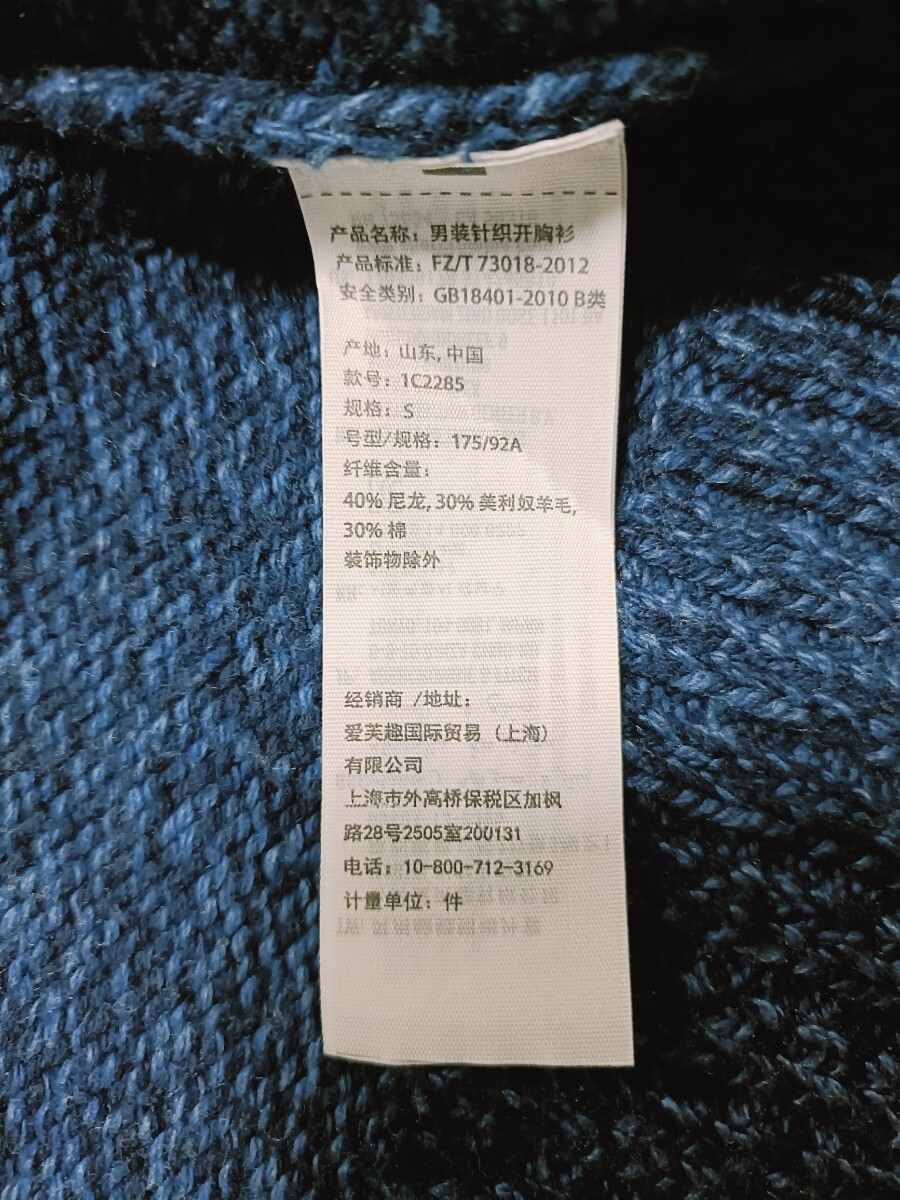 产品名称：男装针织开胸衫
产品标准：FZ/T 73018-2012
安全类别：GB18401-2010 B类
产地：山东,中国
款号：1C2285
规格：S
号型/规格：175/92A
纤维含量：
40% 尼龙, 30% 美利奴羊毛,
30% 棉
装饰物除外
经销商 /地址：
爱芙趣国际贸易（上海）
有限公司
上海市外高桥保税区加枫
路28号2505室200131
电话：10-800-712-3169
计量单位：件